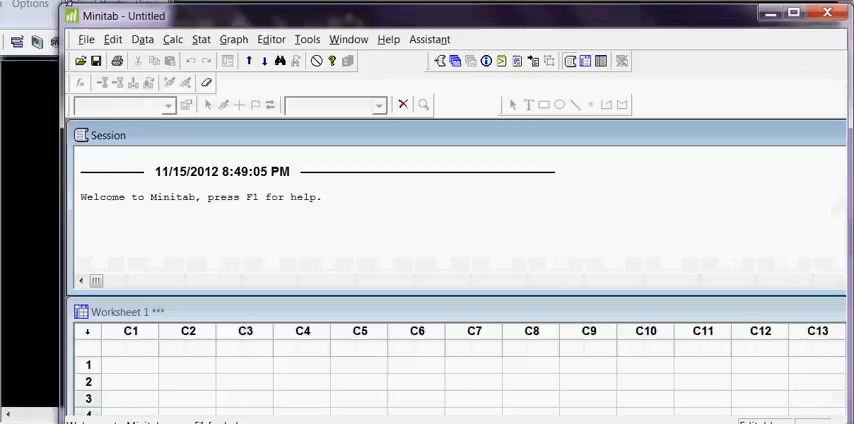 Options
Minitab - Untitled
File Edit Data Calc Stat Graph Editor Tools Window Help Assistant
Session
11/15/2012 8:49:05 PM
Welcome to Minitab, press F1 for help.
Worksheet 1 ***
C1 C2 C3 C4 C5 C6 C7 C8 C9 C10 C11 C12 C13
1
2
3